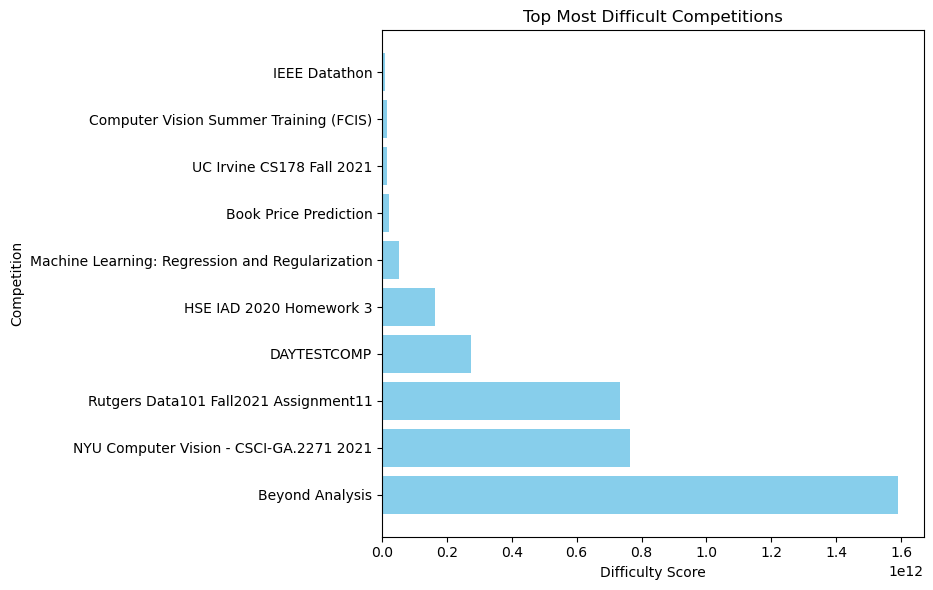 Top Most Difficult Competitions
IEEE Datathon
Computer Vision Summer Training (FCIS)
UC Irvine CS178 Fall 2021
Book Price Prediction
Machine Learning: Regression and Regularization
HSE IAD 2020 Homework 3
DAYTESTCOMP
Rutgers Data101 Fall2021 Assignment11
NYU Computer Vision - CSCI-GA.2271 2021
Beyond Analysis
Competition
0.0 0.2 0.4 0.6 0.8 1.0 1.2 1.4 1.6
1e12
Difficulty Score